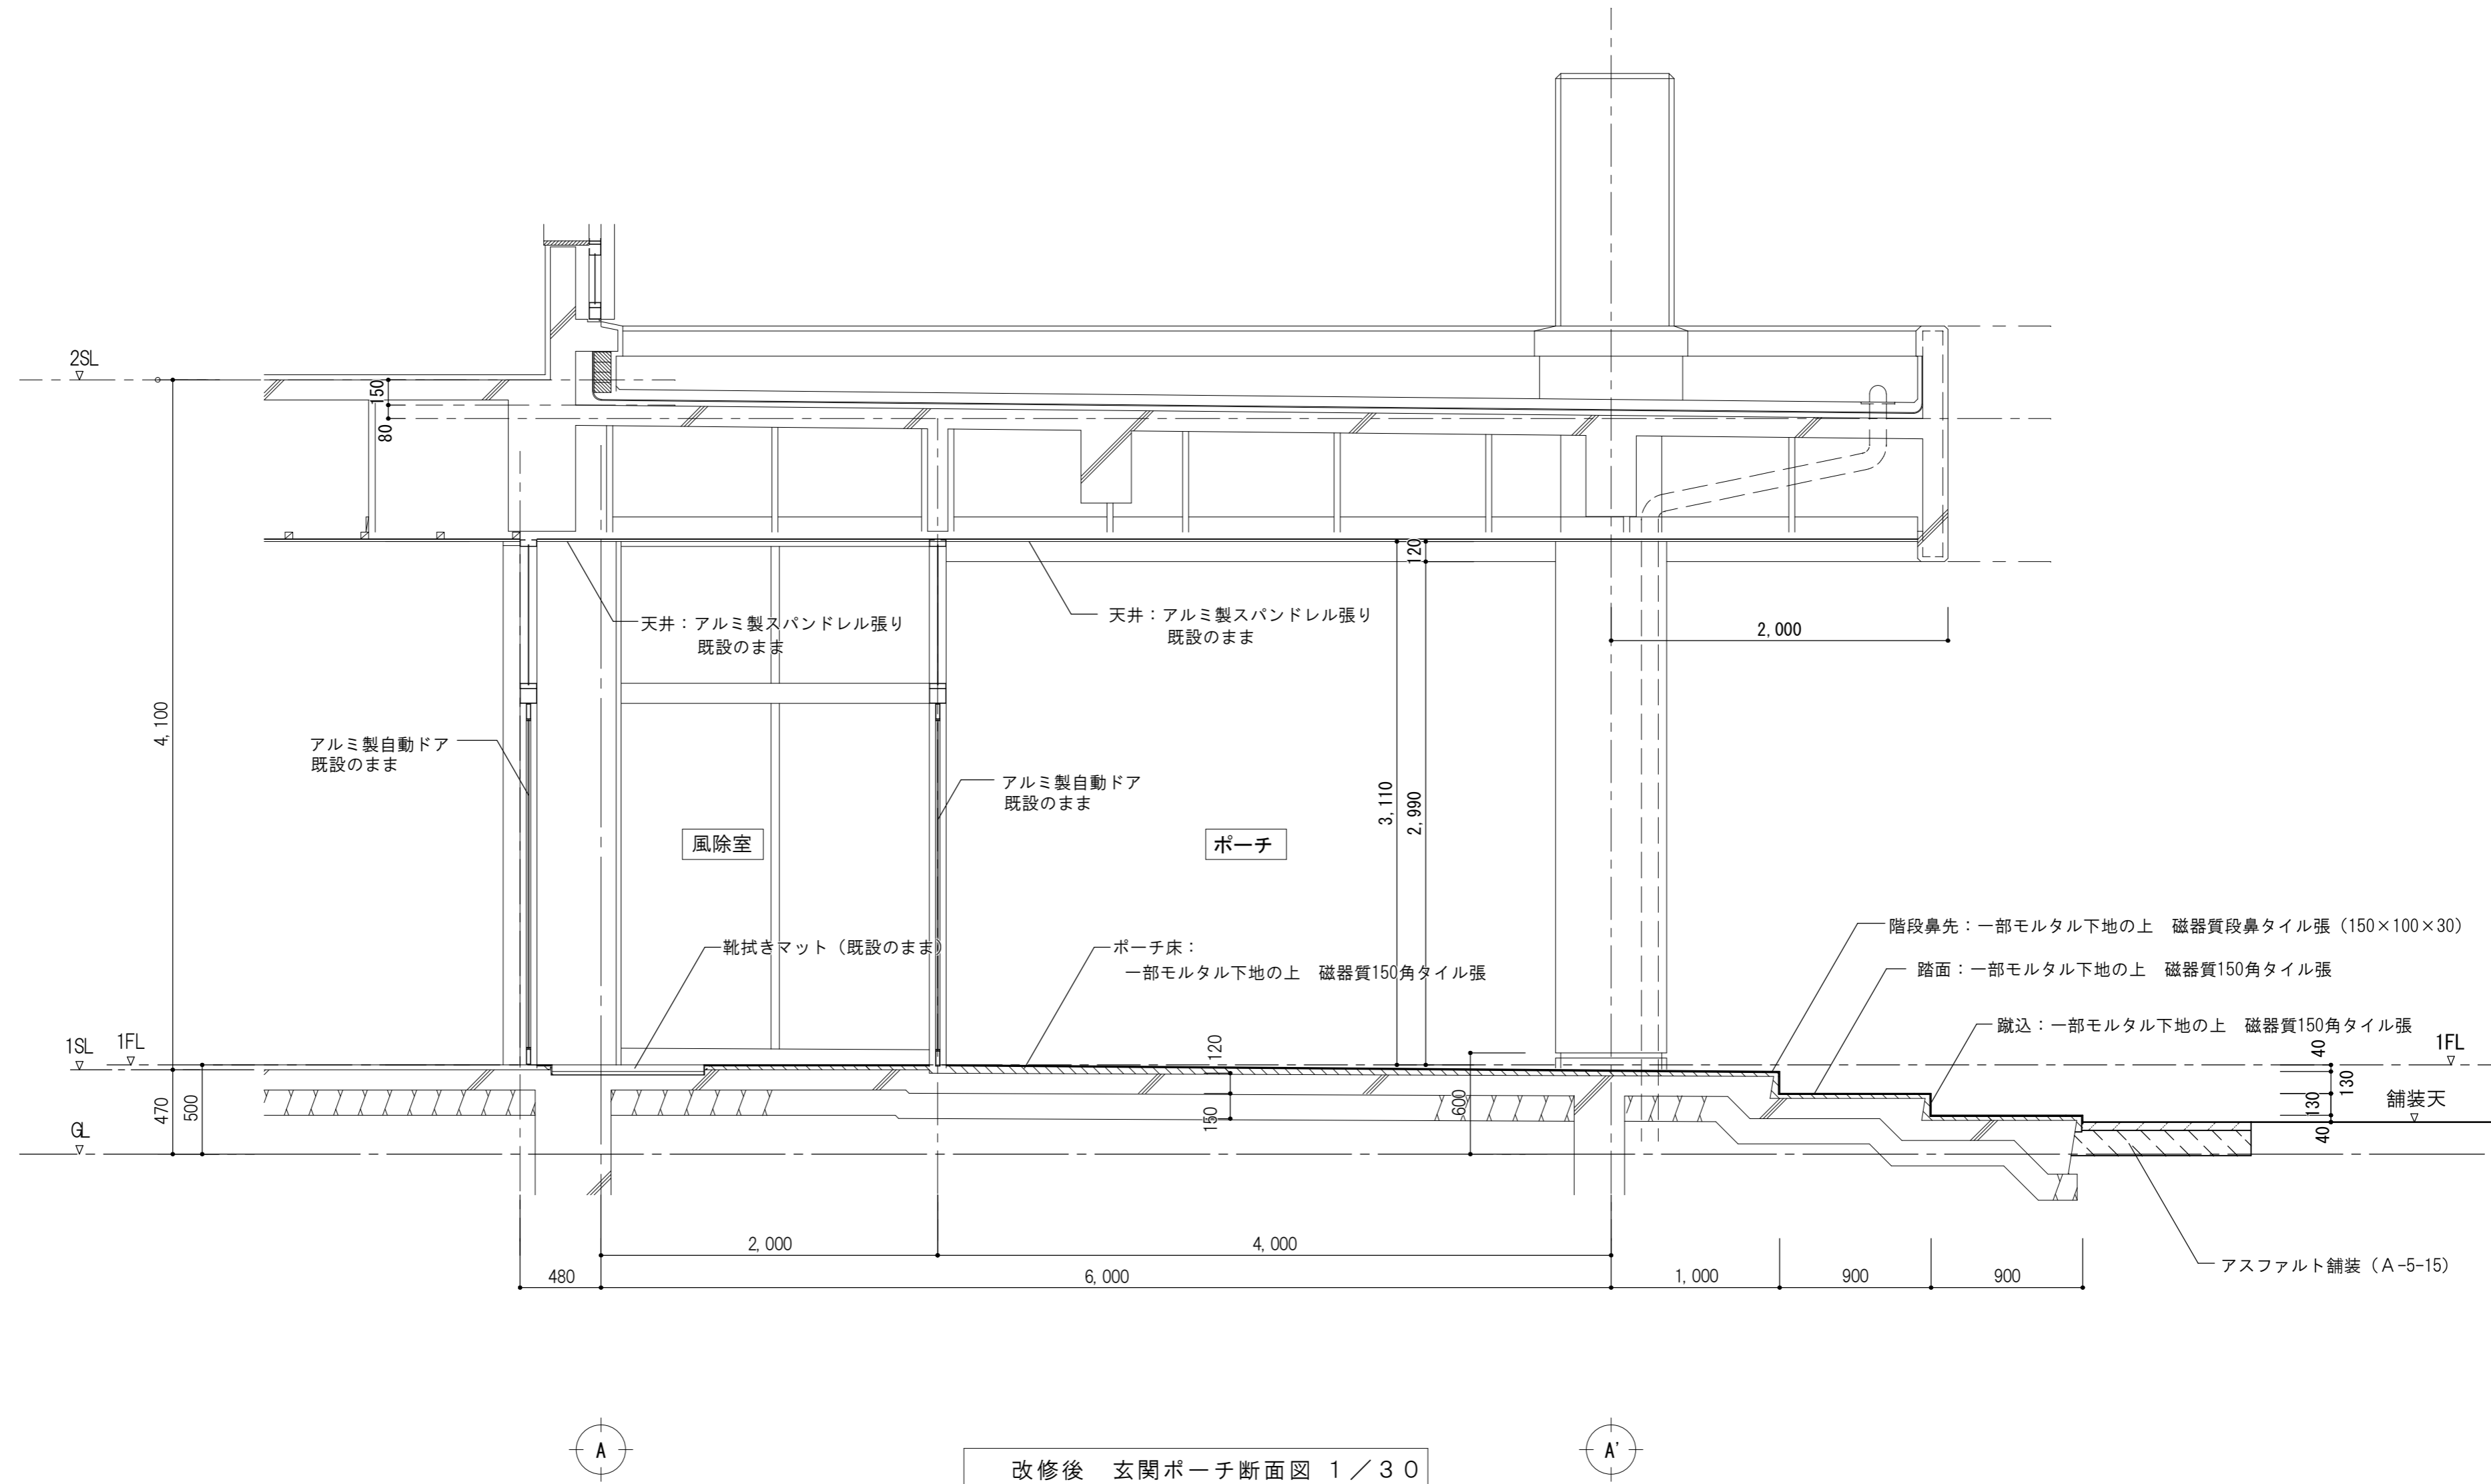 2SL
150
80
天井：アルミ製スパンドレル張り
既設のまま
天井：アルミ製スパンドレル張り
既設のまま
120
2,000
4,100
アルミ製自動ドア
既設のまま
アルミ製自動ドア
既設のまま
3,110
2,990
風除室
ポーチ
階段鼻先：一部モルタル下地の上　磁器質段鼻タイル張（150×100×30）
靴拭きマット（既設のまま）
ポーチ床：
一部モルタル下地の上　磁器質150角タイル張
踏面：一部モルタル下地の上　磁器質150角タイル張
蹴込：一部モルタル下地の上　磁器質150角タイル張
1SL
1FL
120
40
1FL
130
470
500
150
600
130
舗装天
40
GL
2,000
4,000
480
6,000
1,000
900
900
アスファルト舗装（A-5-15）
A
A'
改修後　玄関ポーチ断面図 １／３０